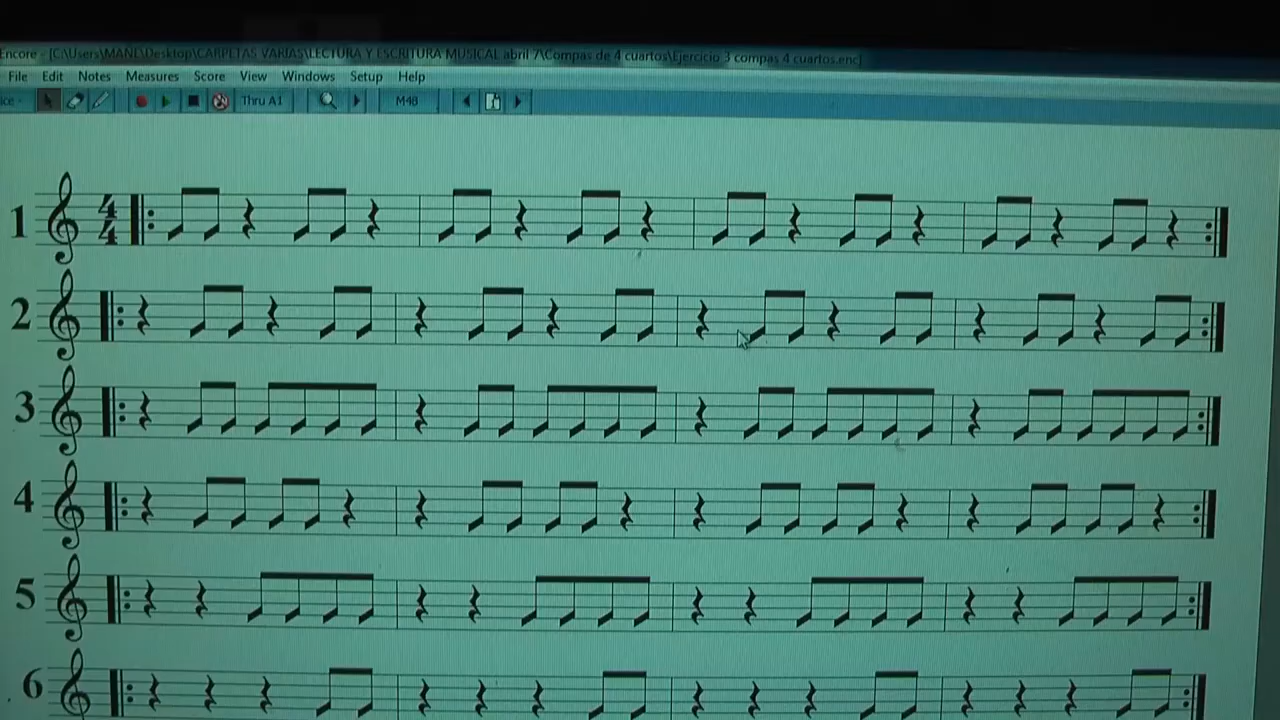 Encore - [C:\Users\MANI\Desktop\CARPETAS VARIAS\LECTURA Y ESCRITURA MUSICAL abril 7\Compas de 4 cuartos\Ejercicio 3 compas 4 cuartos.enc]
File Edit Notes Measures Score View Windows Setup Help
Thru A1 M48
1 4 4
2
3
4
5
6